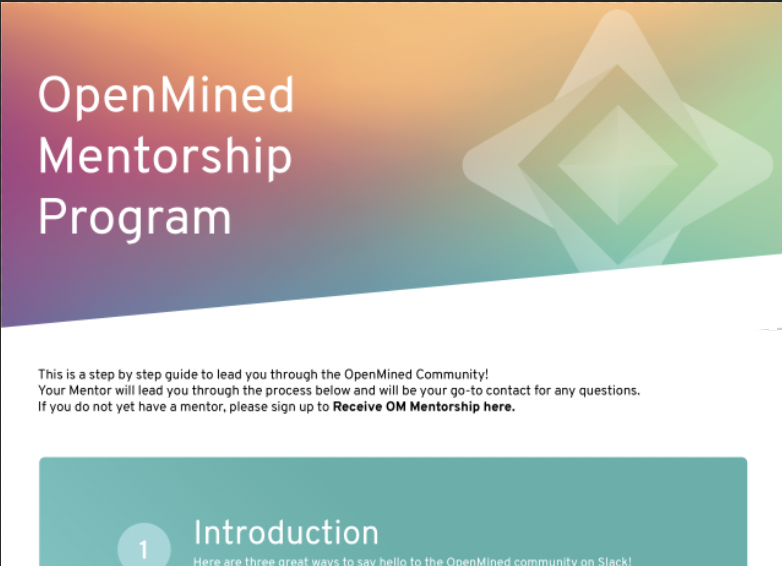 OpenMined
Mentorship
Program
This is a step by step guide to lead you through the OpenMined Community!
Your Mentor will lead you through the process below and will be your go-to contact for any questions.
If you do not yet have a mentor, please sign up to Receive OM Mentorship here.
1
Introduction
Here are three great ways to say hello to the OpenMined community on Slack!